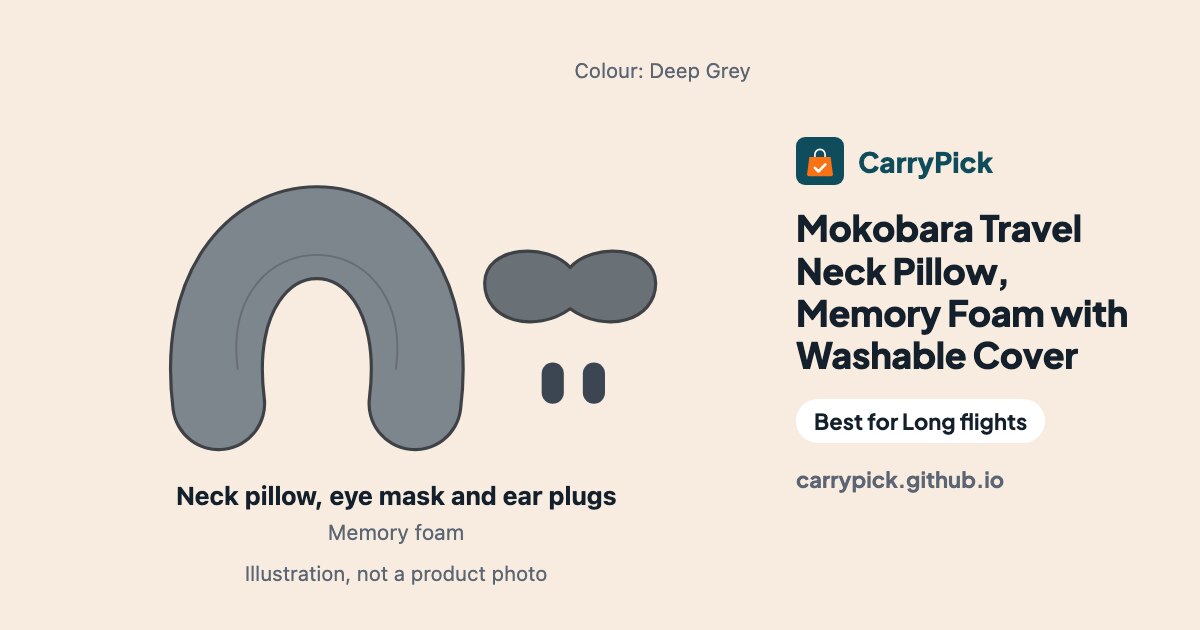 Colour: Deep Grey
CarryPick
Mokobara Travel
Neck Pillow,
Memory Foam with
Washable Cover
Best for Long flights
carrypick.github.io
Neck pillow, eye mask and ear plugs
Memory foam
Illustration, not a product photo